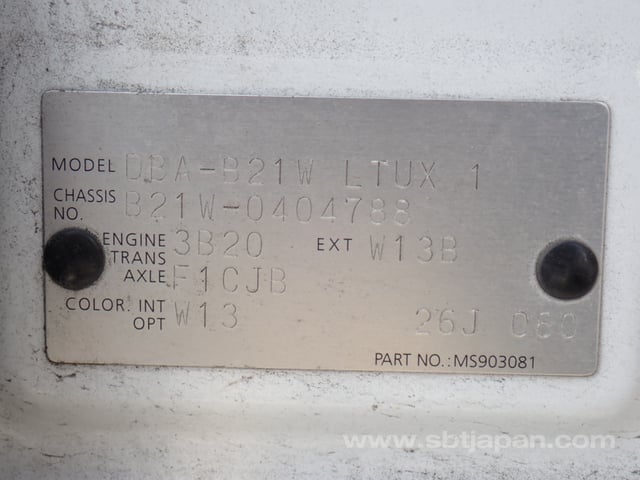 MODEL DBA-B21W LTUX 1
CHASSIS NO. B21W-0404788
ENGINE 3B20 EXT W13B
TRANS AXLE F1CJB
COLOR. INT OPT W13 26J 060
PART NO.:MS903081
www.sbtjapan.com